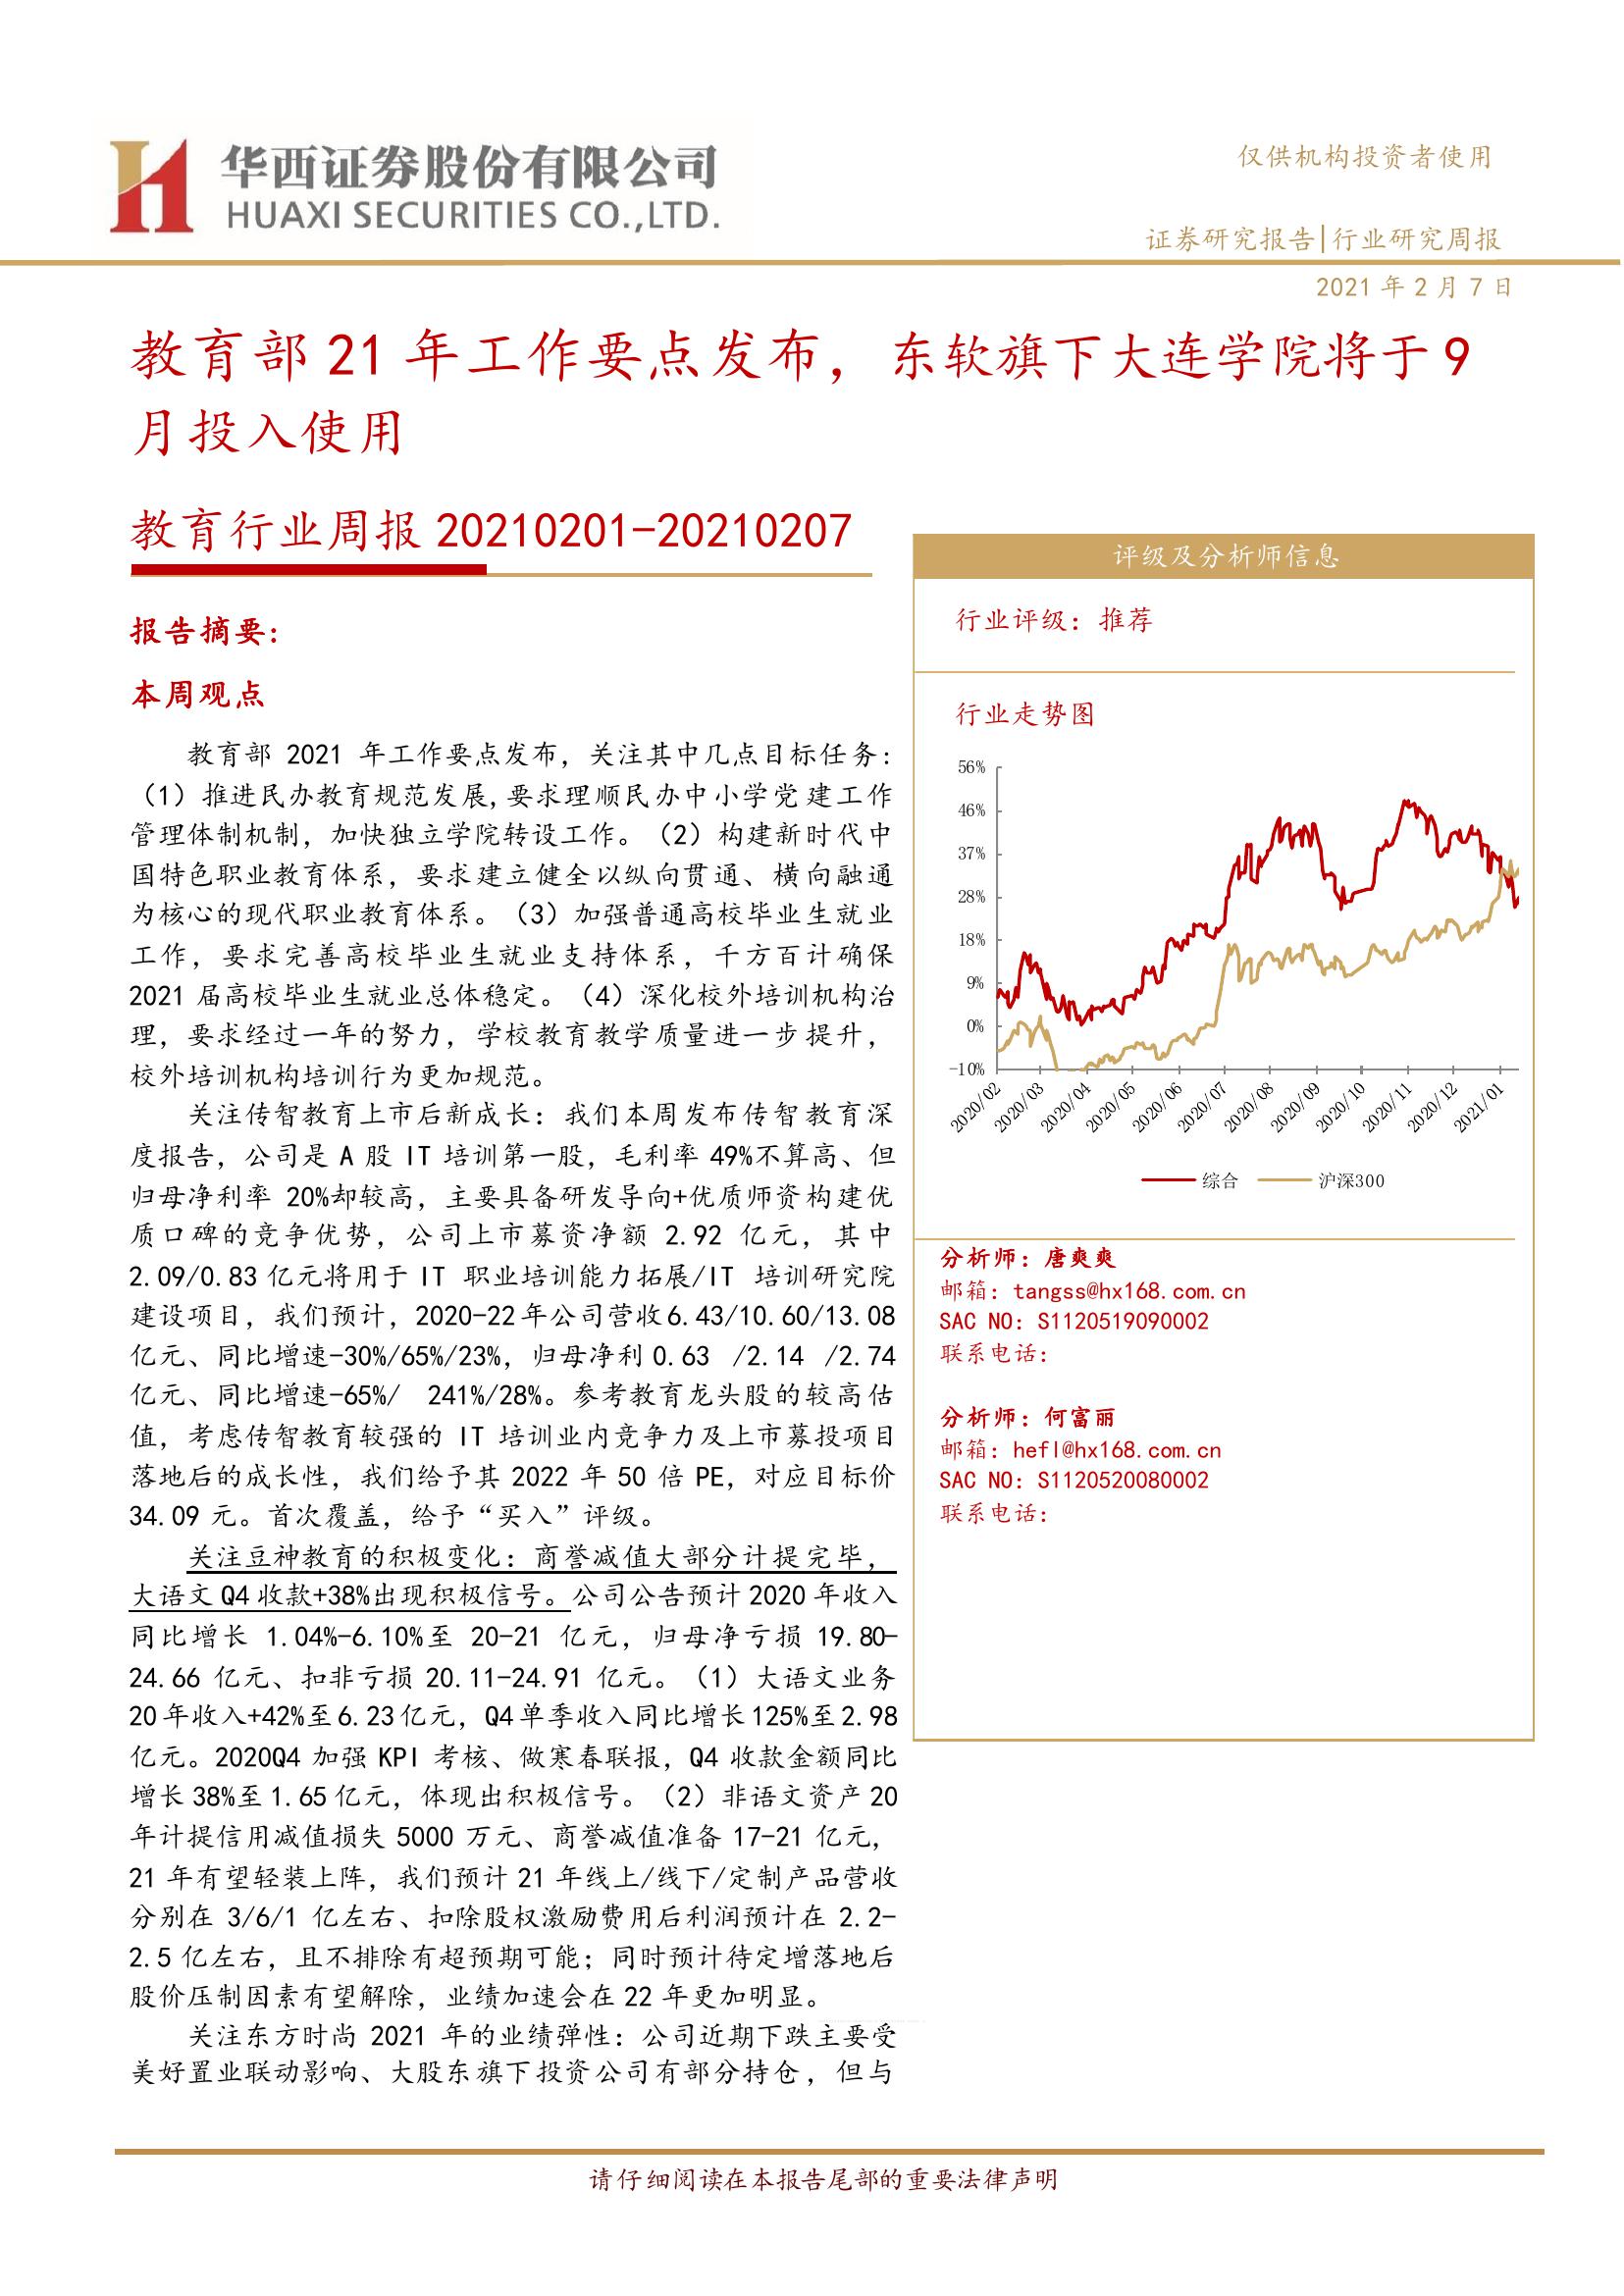 华西证券股份有限公司
HUAXI SECURITIES CO.,LTD.
仅供机构投资者使用
证券研究报告|行业研究周报
2021 年 2 月 7 日
教育部 21 年工作要点发布，东软旗下大连学院将于 9
月投入使用
教育行业周报 20210201-20210207
报告摘要：
本周观点
教育部 2021 年工作要点发布，关注其中几点目标任务：
（1）推进民办教育规范发展,要求理顺民办中小学党建工作
管理体制机制，加快独立学院转设工作。（2）构建新时代中
国特色职业教育体系，要求建立健全以纵向贯通、横向融通
为核心的现代职业教育体系。（3）加强普通高校毕业生就业
工作，要求完善高校毕业生就业支持体系，千方百计确保
2021 届高校毕业生就业总体稳定。（4）深化校外培训机构治
理，要求经过一年的努力，学校教育教学质量进一步提升，
校外培训机构培训行为更加规范。
关注传智教育上市后新成长：我们本周发布传智教育深
度报告，公司是 A 股 IT 培训第一股，毛利率 49%不算高、但
归母净利率 20%却较高，主要具备研发导向+优质师资构建优
质口碑的竞争优势，公司上市募资净额 2.92 亿元，其中
2.09/0.83 亿元将用于 IT 职业培训能力拓展/IT 培训研究院
建设项目，我们预计，2020-22 年公司营收 6.43/10.60/13.08
亿元、同比增速-30%/65%/23%，归母净利 0.63 /2.14 /2.74
亿元、同比增速-65%/ 241%/28%。参考教育龙头股的较高估
值，考虑传智教育较强的 IT 培训业内竞争力及上市募投项目
落地后的成长性，我们给予其 2022 年 50 倍 PE，对应目标价
34.09 元。首次覆盖，给予“买入”评级。
关注豆神教育的积极变化：商誉减值大部分计提完毕，
大语文 Q4 收款+38%出现积极信号。公司公告预计 2020 年收入
同比增长 1.04%-6.10%至 20-21 亿元，归母净亏损 19.80-
24.66 亿元、扣非亏损 20.11-24.91 亿元。（1）大语文业务
20 年收入+42%至 6.23 亿元，Q4 单季收入同比增长 125%至 2.98
亿元。2020Q4 加强 KPI 考核、做寒春联报，Q4 收款金额同比
增长 38%至 1.65 亿元，体现出积极信号。（2）非语文资产 20
年计提信用减值损失 5000 万元、商誉减值准备 17-21 亿元，
21 年有望轻装上阵，我们预计 21 年线上/线下/定制产品营收
分别在 3/6/1 亿左右、扣除股权激励费用后利润预计在 2.2-
2.5 亿左右，且不排除有超预期可能；同时预计待定增落地后
股价压制因素有望解除，业绩加速会在 22 年更加明显。
关注东方时尚 2021 年的业绩弹性：公司近期下跌主要受
美好置业联动影响、大股东旗下投资公司有部分持仓，但与
评级及分析师信息
行业评级：推荐
行业走势图
56%
46%
37%
28%
18%
9%
0%
-10%
2020/02
2020/03
2020/04
2020/05
2020/06
2020/07
2020/08
2020/09
2020/10
2020/11
2020/12
2021/01
综合
沪深300
分析师：唐爽爽
邮箱：tangss@hx168.com.cn
SAC NO：S1120519090002
联系电话：
分析师：何富丽
邮箱：hefl@hx168.com.cn
SAC NO：S1120520080002
联系电话：
请仔细阅读在本报告尾部的重要法律声明